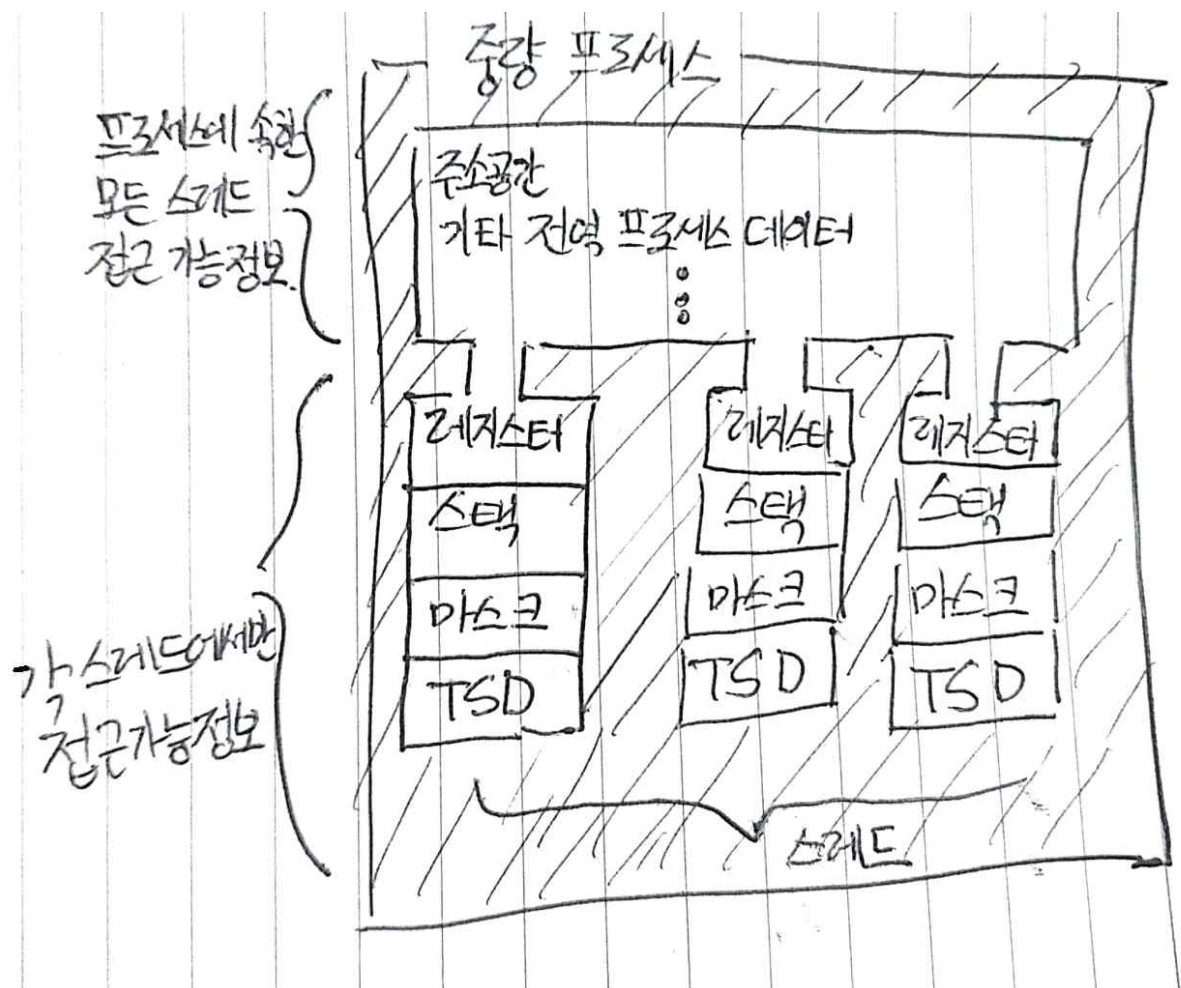 중량 프로세스
프로세스에 속한
모든 스레드
접근 가능정보.
주소공간
기타 전역 프로세스 데이터
레지스터
레지스터
레지스터
스택
스택
스택
마스크
마스크
마스크
TSD
TSD
TSD
각 스레드에서만
접근가능정보
스레드